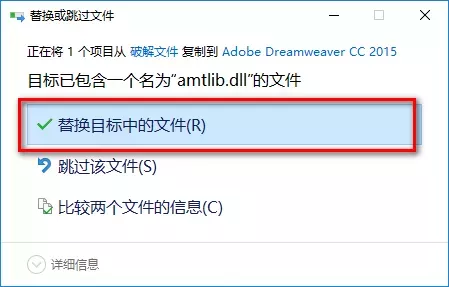 替换或跳过文件
正在将 1 个项目从 破解文件 复制到 Adobe Dreamweaver CC 2015
目标已包含一个名为“amtlib.dll”的文件
替换目标中的文件(R)
跳过该文件(S)
比较两个文件的信息(C)
详细信息